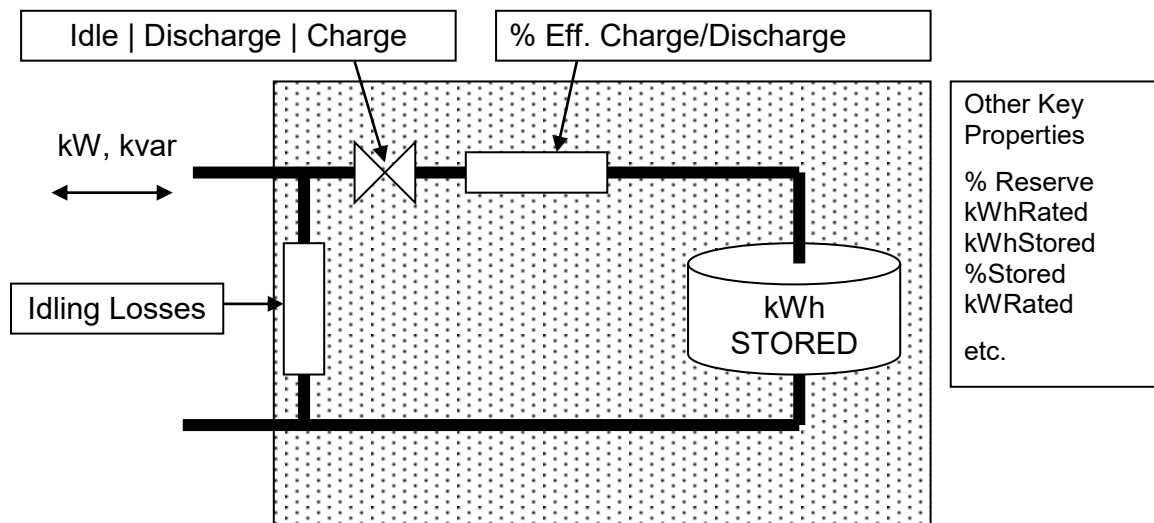 Idle | Discharge | Charge
% Eff. Charge/Discharge
kW, kvar
Idling Losses
kWh
STORED
Other Key
Properties
% Reserve
kWhRated
kWhStored
%Stored
kWRated
etc.